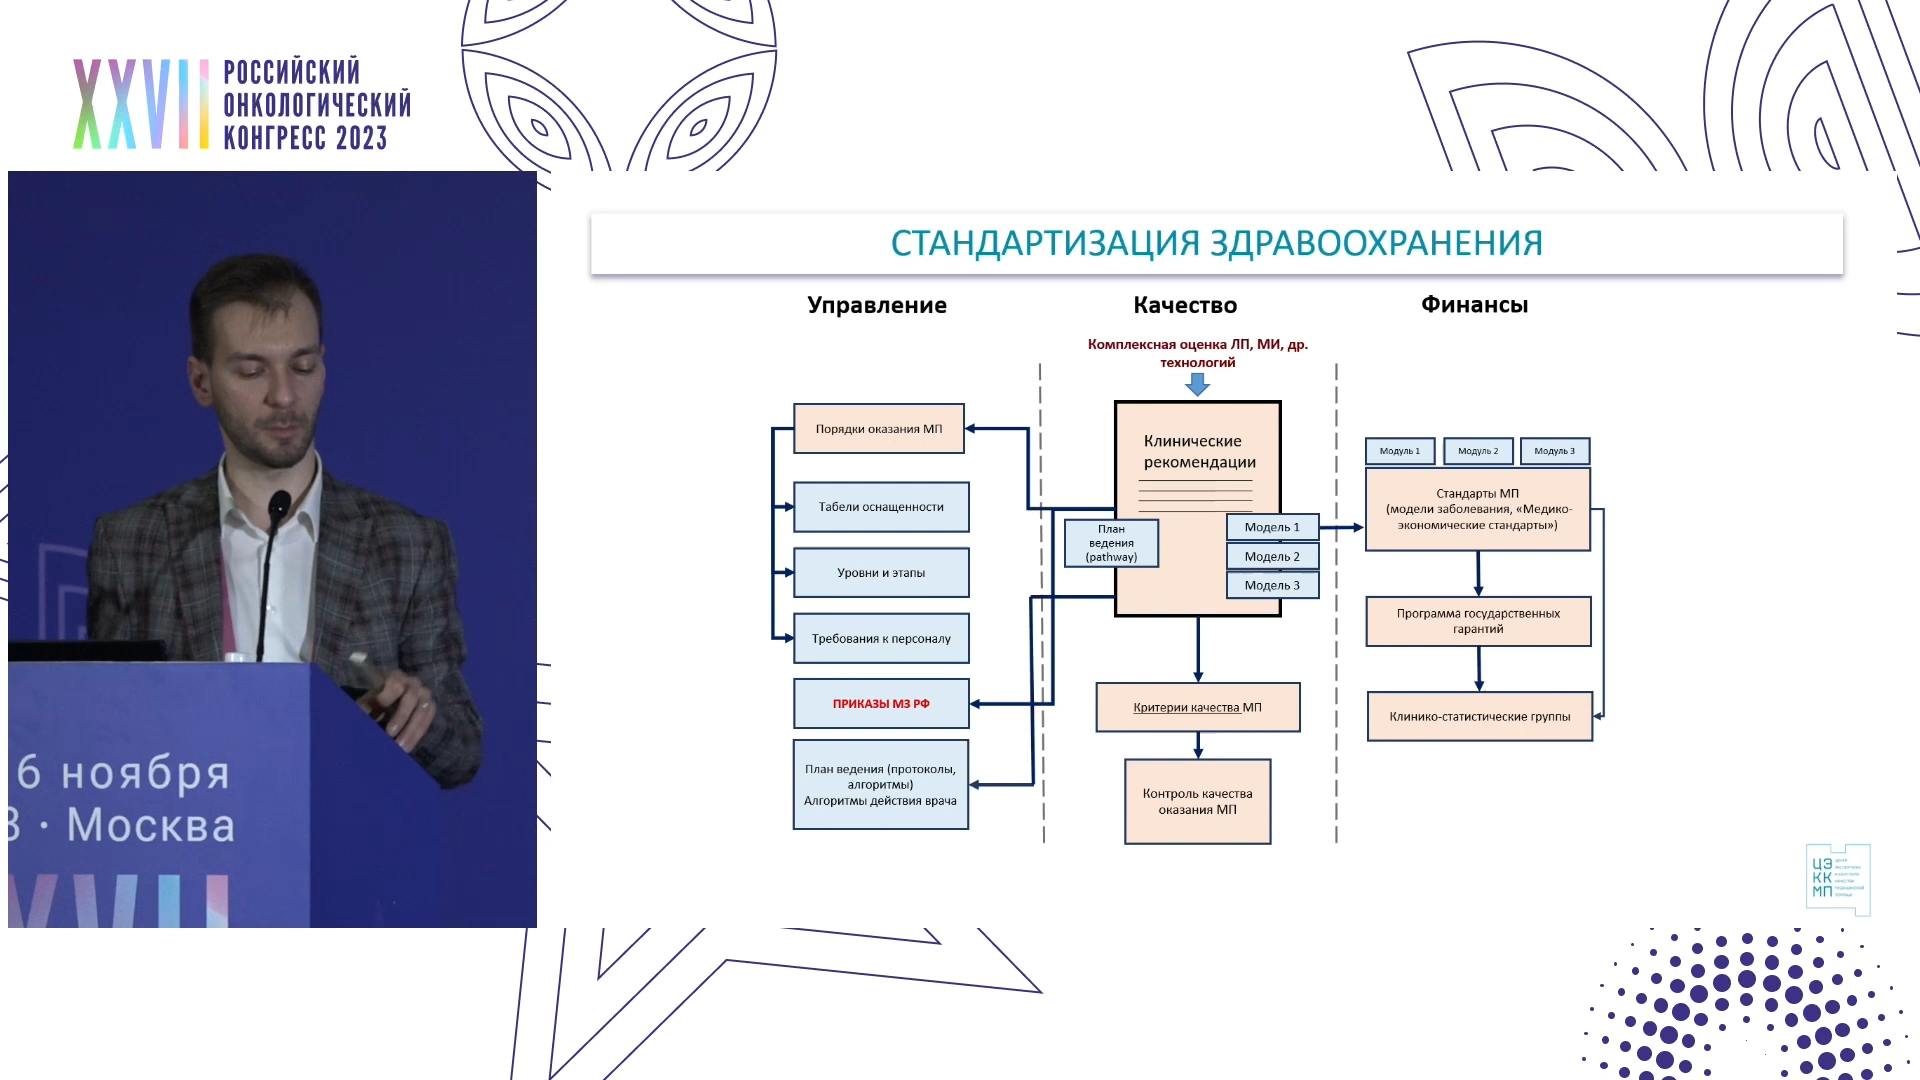 XXVII
РОССИЙСКИЙ
ОНКОЛОГИЧЕСКИЙ
КОНГРЕСС 2023
6 ноября
3 · Москва
XVII
СТАНДАРТИЗАЦИЯ ЗДРАВООХРАНЕНИЯ
Управление
Порядки оказания МП
Табели оснащенности
Уровни и этапы
Требования к персоналу
ПРИКАЗЫ МЗ РФ
План ведения (протоколы,
алгоритмы)
Алгоритмы действия врача
Качество
Комплексная оценка ЛП, МИ, др.
технологий
Клинические
рекомендации
План
ведения
(pathway)
Модель 1
Модель 2
Модель 3
Критерии качества МП
Контроль качества
оказания МП
Финансы
Модуль 1
Модуль 2
Модуль 3
Стандарты МП
(модели заболевания, «Медико-
экономические стандарты»)
Программа государственных
гарантий
Клинико-статистические группы
ЦЭ
КК
МП